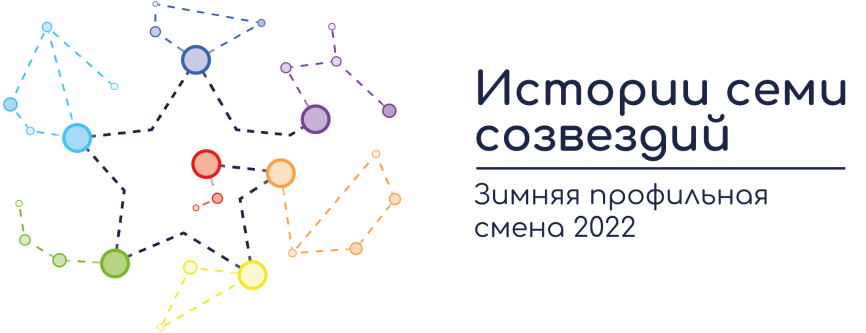 Истории семи
созвездий
Зимняя профильная
смена 2022